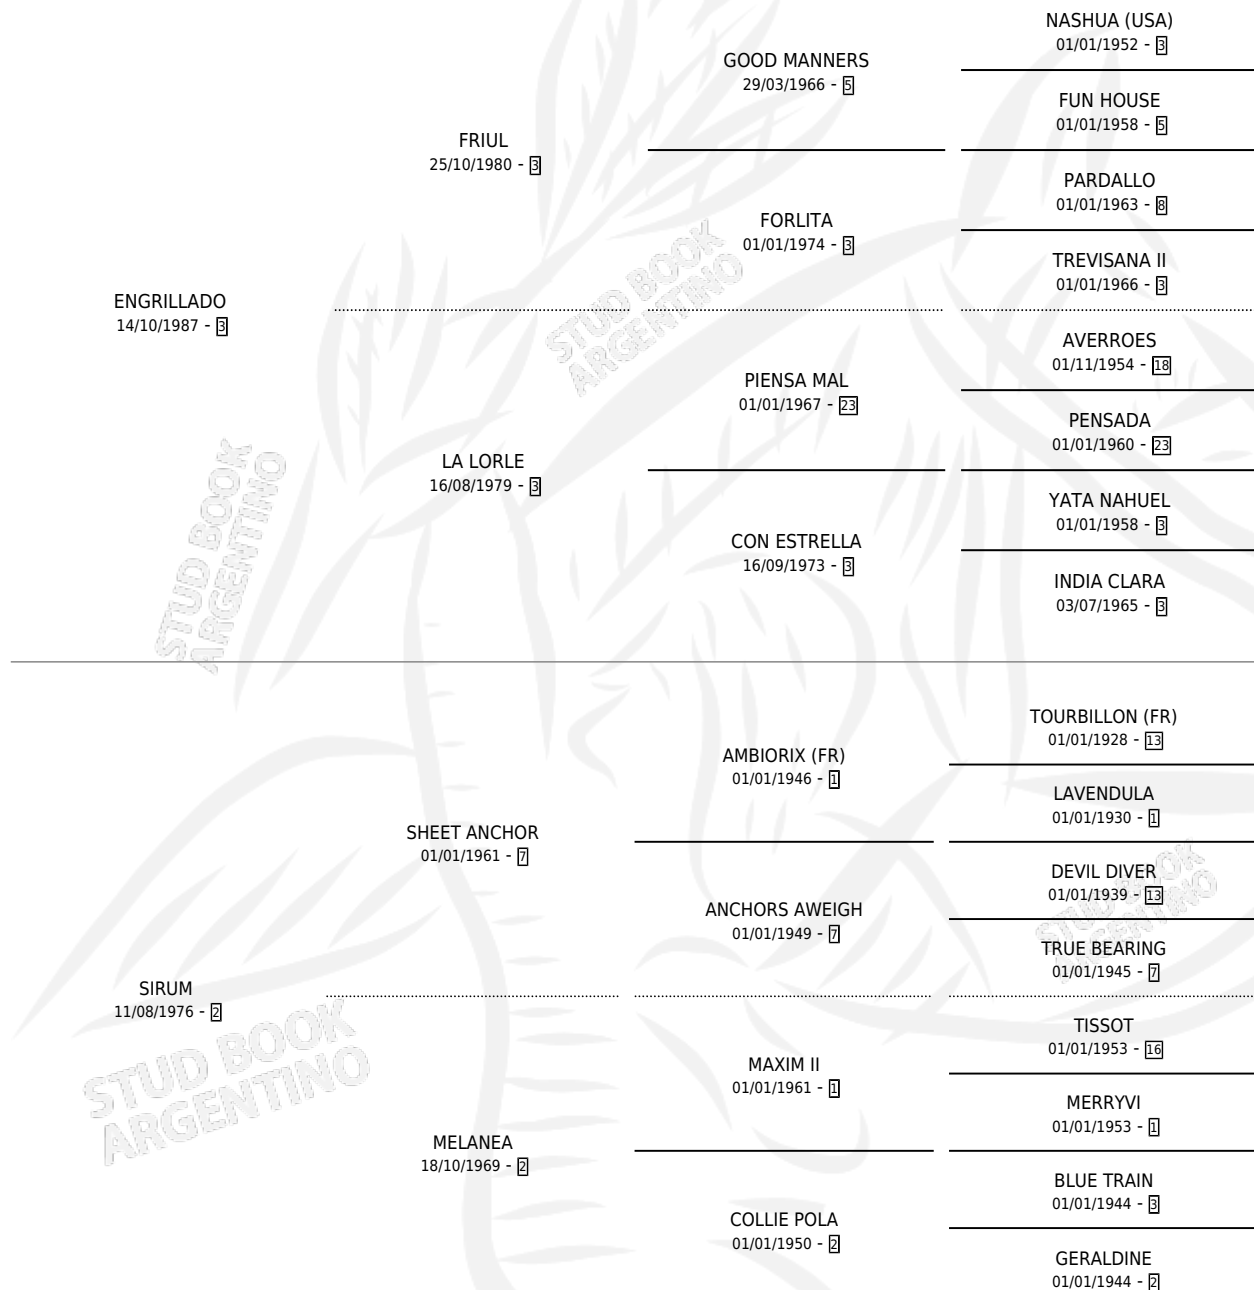 NASHUA (USA)
01/01/1952 - 3
GOOD MANNERS
29/03/1966 - 5
FUN HOUSE
01/01/1958 - 5
FRIUL
25/10/1980 - 3
PARDALLO
01/01/1963 - 8
FORLITA
01/01/1974 - 3
TREVISANA II
01/01/1966 - 3
ENGRILLADO
14/10/1987 - 3
AVERROES
01/11/1954 - 18
PIENSA MAL
01/01/1967 - 23
PENSADA
01/01/1960 - 23
LA LORLE
16/08/1979 - 3
YATA NAHUEL
01/01/1958 - 3
CON ESTRELLA
16/09/1973 - 3
INDIA CLARA
03/07/1965 - 3
STUD BOOK
ARGENTINO
STUD BOOK
ARGENTINO
TOURBILLON (FR)
01/01/1928 - 13
AMBIORIX (FR)
01/01/1946 - 1
LAVENDULA
01/01/1930 - 1
SHEET ANCHOR
01/01/1961 - 7
DEVIL DIVER
01/01/1939 - 13
ANCHORS AWEIGH
01/01/1949 - 7
TRUE BEARING
01/01/1945 - 7
SIRUM
11/08/1976 - 2
TISSOT
01/01/1953 - 16
MAXIM II
01/01/1961 - 1
MERRYVI
01/01/1953 - 1
MELANEA
18/10/1969 - 2
BLUE TRAIN
01/01/1944 - 3
COLLIE POLA
01/01/1950 - 2
GERALDINE
01/01/1944 - 2
STUD BOOK
ARGENTINO
STUD BOOK
ARGENTINO